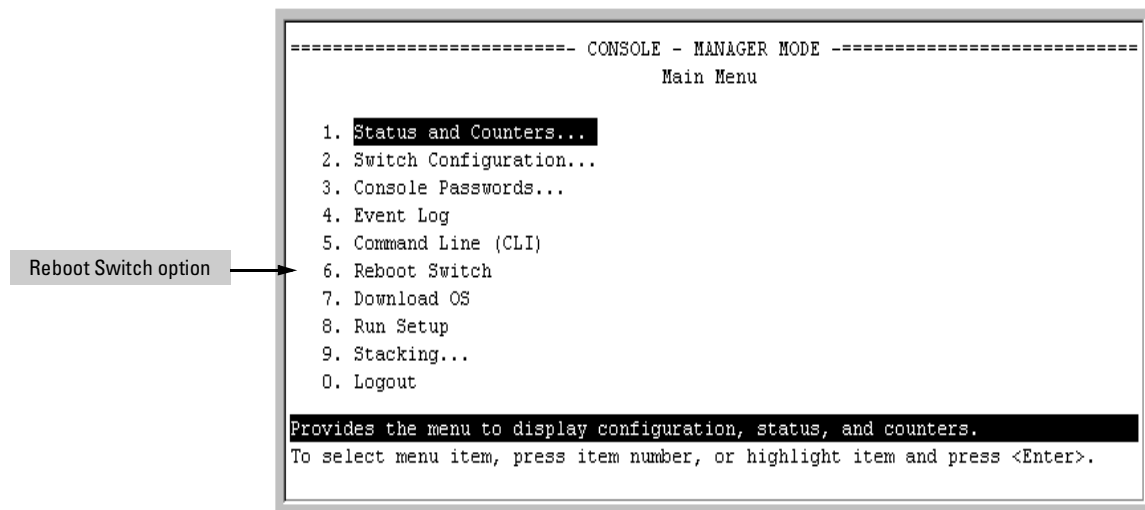 ==========================- CONSOLE - MANAGER MODE -============================
Main Menu
1. Status and Counters...
2. Switch Configuration...
3. Console Passwords...
4. Event Log
5. Command Line (CLI)
Reboot Switch option
6. Reboot Switch
7. Download OS
8. Run Setup
9. Stacking...
0. Logout
Provides the menu to display configuration, status, and counters.
To select menu item, press item number, or highlight item and press <Enter>.